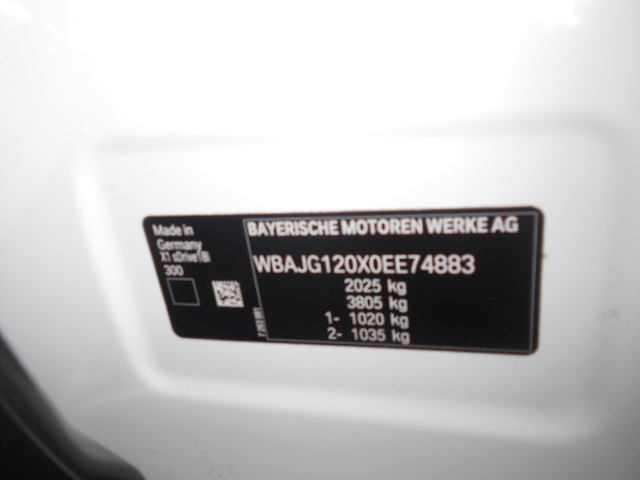 Made in
Germany
X1 sDrive18i
300
BAYERISCHE MOTOREN WERKE AG
WBAJG120X0EE74883
2025 kg
3805 kg
1- 1020 kg
2- 1035 kg